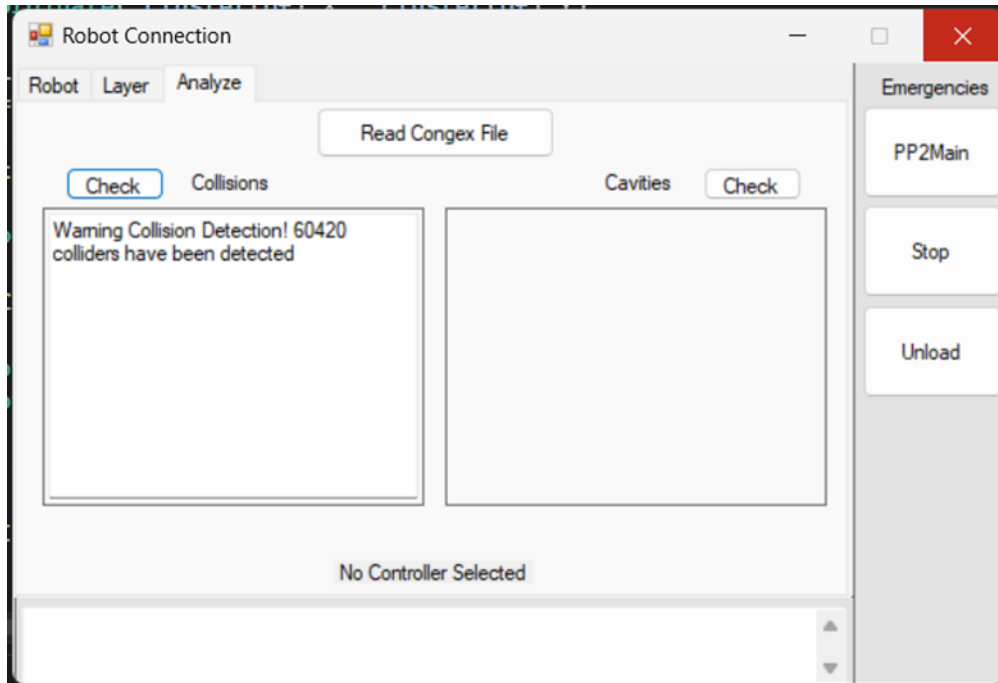 Robot Connection
Robot Layer Analyze
Emergencies
Read Congex File
PP2Main
Check Collisions
Cavities Check
Warning Collision Detection! 60420
colliders have been detected
Stop
Unload
No Controller Selected